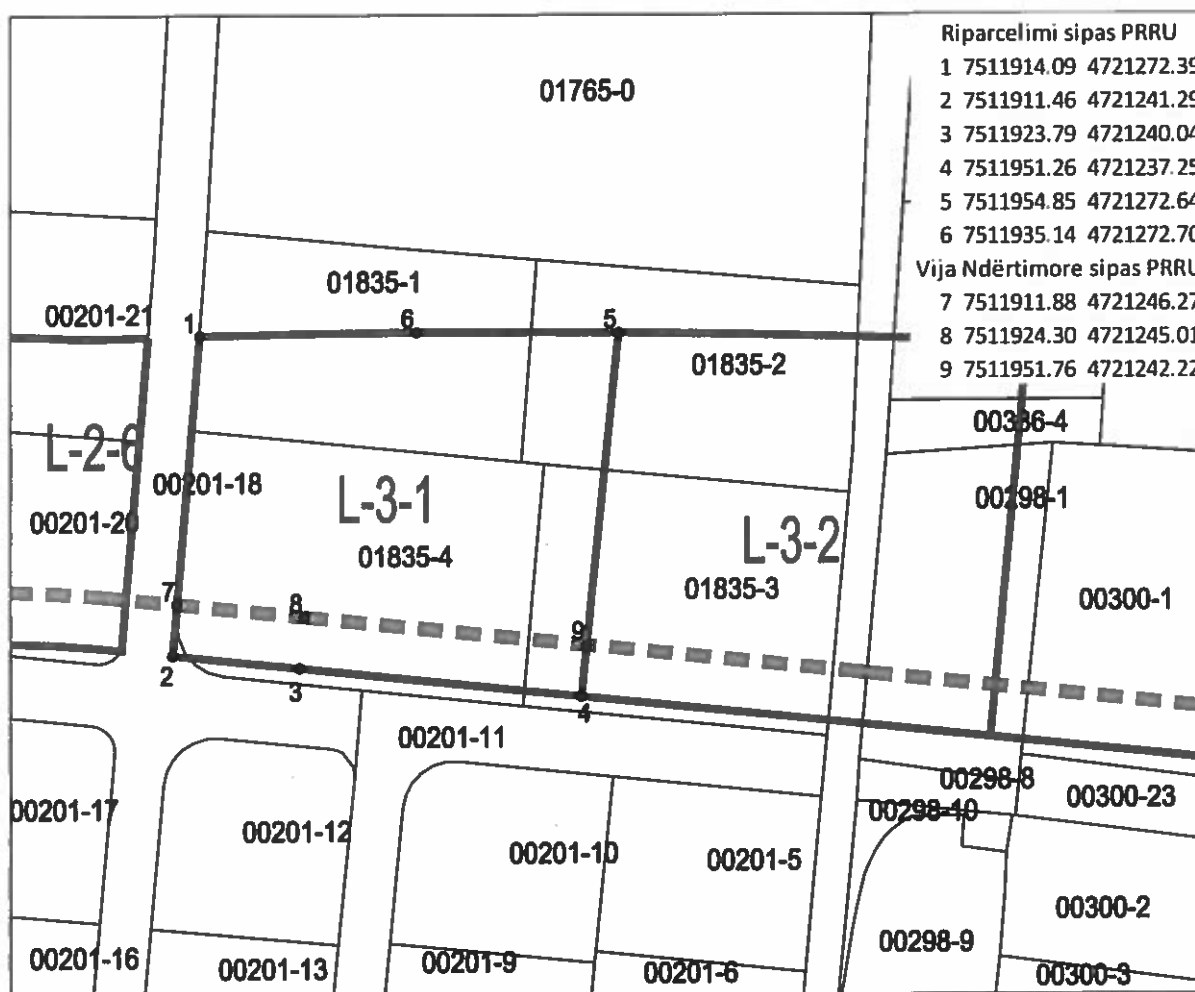 Riparcelimi sipas PRRU
1 7511914.09 4721272.39
2 7511911.46 4721241.29
3 7511923.79 4721240.04
4 7511951.26 4721237.25
5 7511954.85 4721272.64
6 7511935.14 4721272.70
Vija Ndërtimore sipas PRRU
7 7511911.88 4721246.27
8 7511924.30 4721245.01
9 7511951.76 4721242.22
01765-0
01835-1
00201-21
1
6
5
01835-2
00336-4
L-2-6
00201-18
L-3-1
00298-1
00201-20
01835-4
L-3-2
01835-3
00300-1
7
8
9
2
3
4
00201-11
00298-8
00300-23
00201-17
00298-10
00201-12
00201-10
00201-5
00300-2
00298-9
00201-16
00201-13
00201-9
00201-6
00300-3